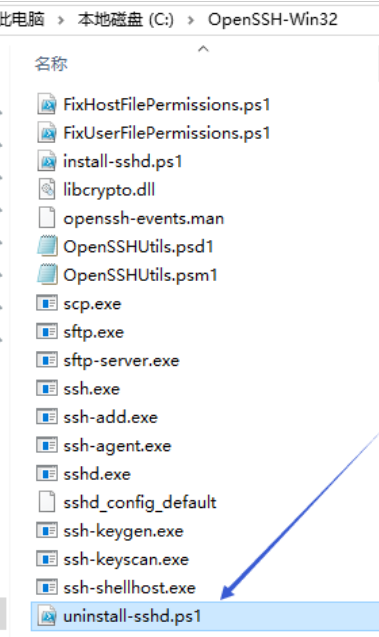 此电脑 > 本地磁盘 (C:) > OpenSSH-Win32
名称
FixHostFilePermissions.ps1
FixUserFilePermissions.ps1
install-sshd.ps1
libcrypto.dll
openssh-events.man
OpenSSHUtils.psd1
OpenSSHUtils.psm1
scp.exe
sftp.exe
sftp-server.exe
ssh.exe
ssh-add.exe
ssh-agent.exe
sshd.exe
sshd_config_default
ssh-keygen.exe
ssh-keyscan.exe
ssh-shellhost.exe
uninstall-sshd.ps1